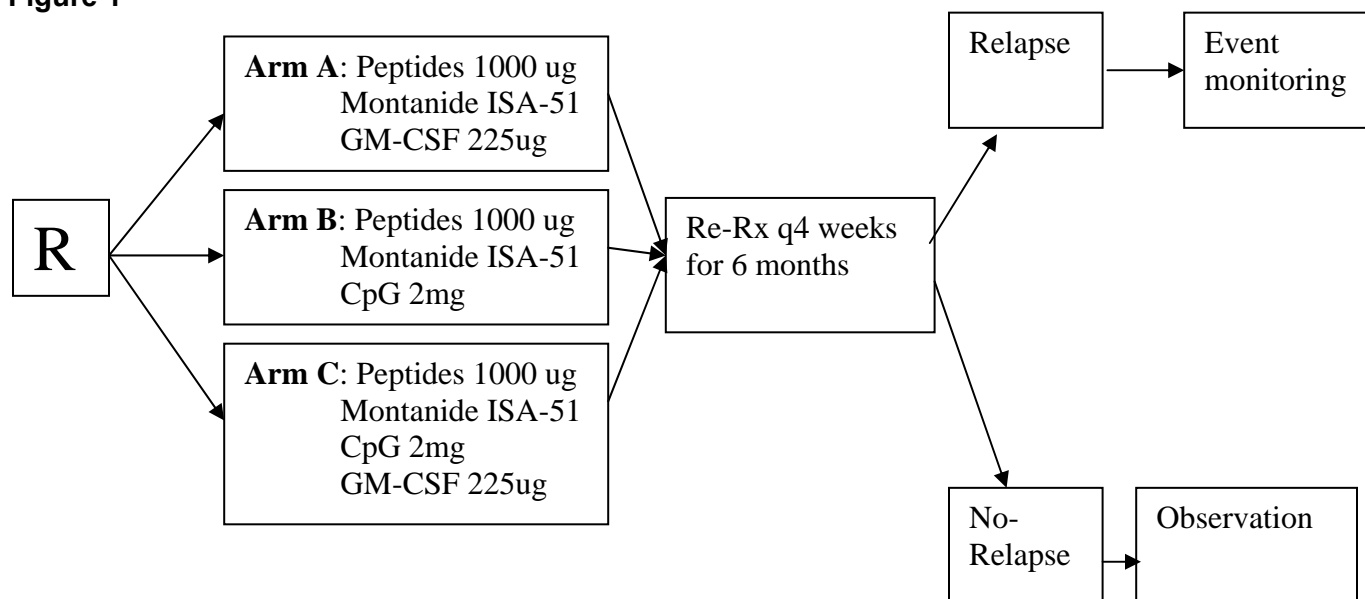 Relapse
Event
monitoring
Arm A: Peptides 1000 ug
Montanide ISA-51
GM-CSF 225ug
R
Arm B: Peptides 1000 ug
Montanide ISA-51
CpG 2mg
Re-Rx q4 weeks
for 6 months
Arm C: Peptides 1000 ug
Montanide ISA-51
CpG 2mg
GM-CSF 225ug
No-
Relapse
Observation